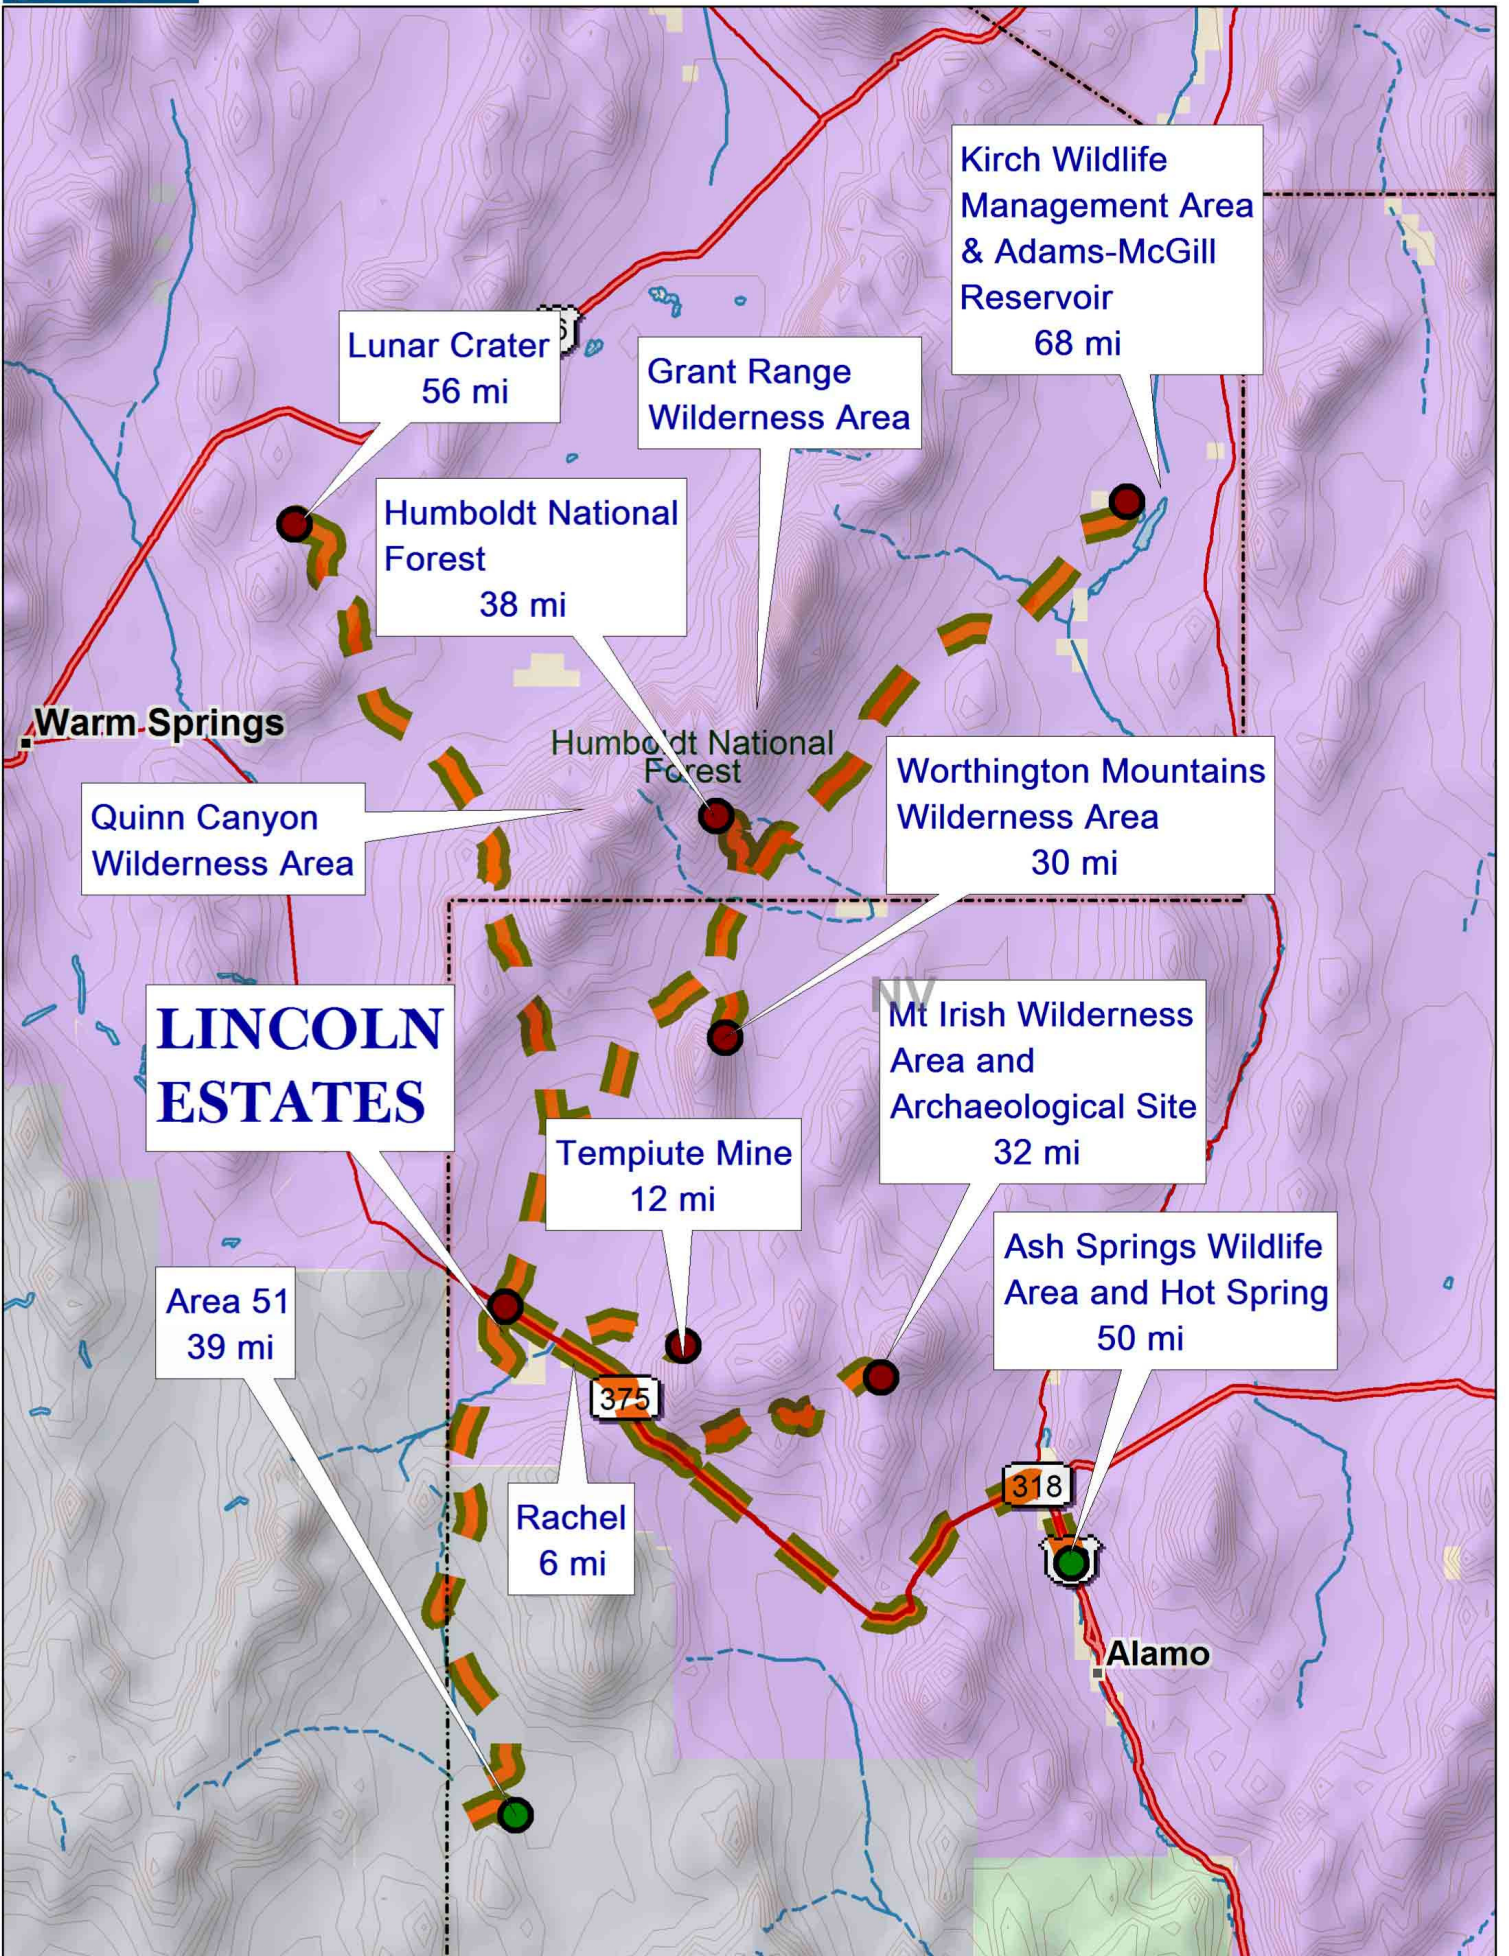 Kirch Wildlife
Management Area
& Adams-McGill
Reservoir
68 mi
Lunar Crater
56 mi
Grant Range
Wilderness Area
Humboldt National
Forest
38 mi
Warm Springs
Humboldt National
Forest
Quinn Canyon
Wilderness Area
Worthington Mountains
Wilderness Area
30 mi
NV
LINCOLN
ESTATES
Mt Irish Wilderness
Area and
Archaeological Site
32 mi
Tempiute Mine
12 mi
Ash Springs Wildlife
Area and Hot Spring
50 mi
Area 51
39 mi
375
318
Rachel
6 mi
Alamo